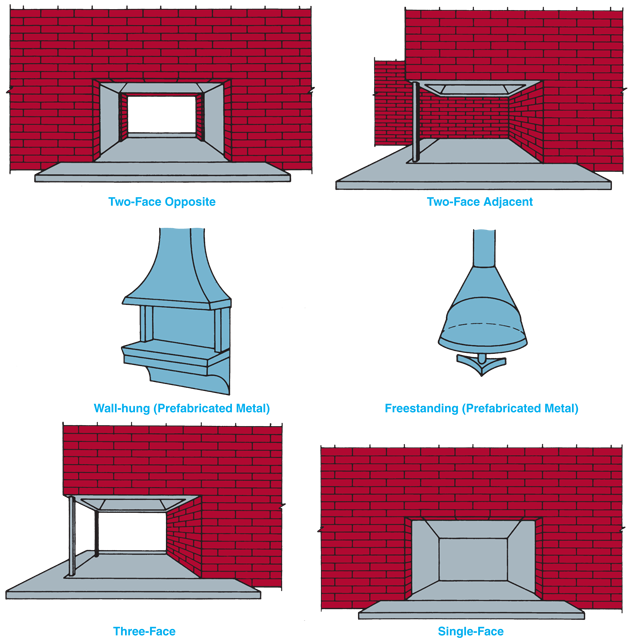 Two-Face Opposite
Two-Face Adjacent
Wall-hung (Prefabricated Metal)
Freestanding (Prefabricated Metal)
Three-Face
Single-Face